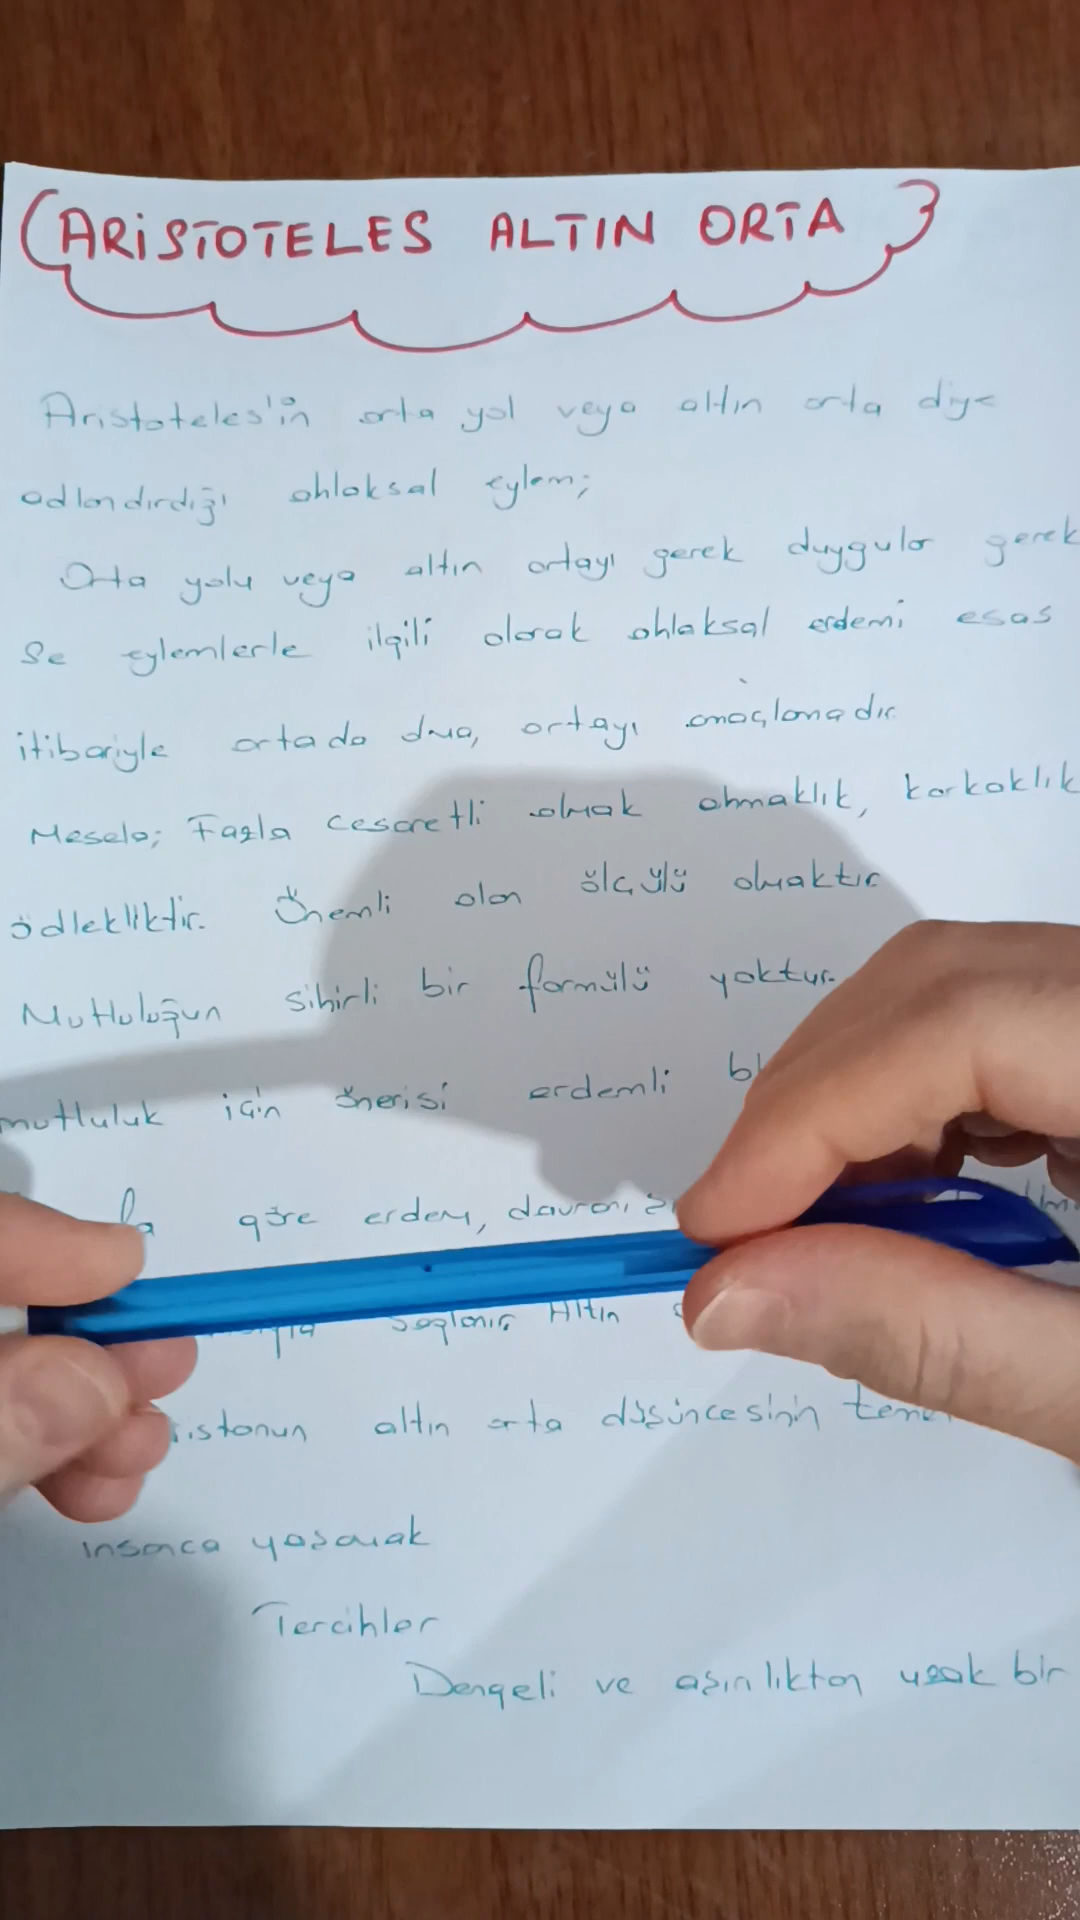 ARİSTOTELES ALTIN ORTA
Aristoteles'in orta yol veya altın orta diye
adlandırdığı ahlaksal eylem;
Orta yolu veya altın ortayı gerek duygular gerek
se eylemlerle ilgili olarak ahlaksal erdemi esas
itibariyle ortada olma, ortayı amaçlamadır.
Mesela; Fazla cesaretli olmak ahmaklık, korkaklık
ödlekliktir. Önemli olan ölçülü olmaktır.
Mutluluğun sihirli bir formülü yoktur.
mutluluk için önerisi erdemli
göre erdem,
sağlanır. Altın
altın orta düşüncesinin
insanca yaşamak
Tercihler
Dengeli ve aşırılıktan uzak bir